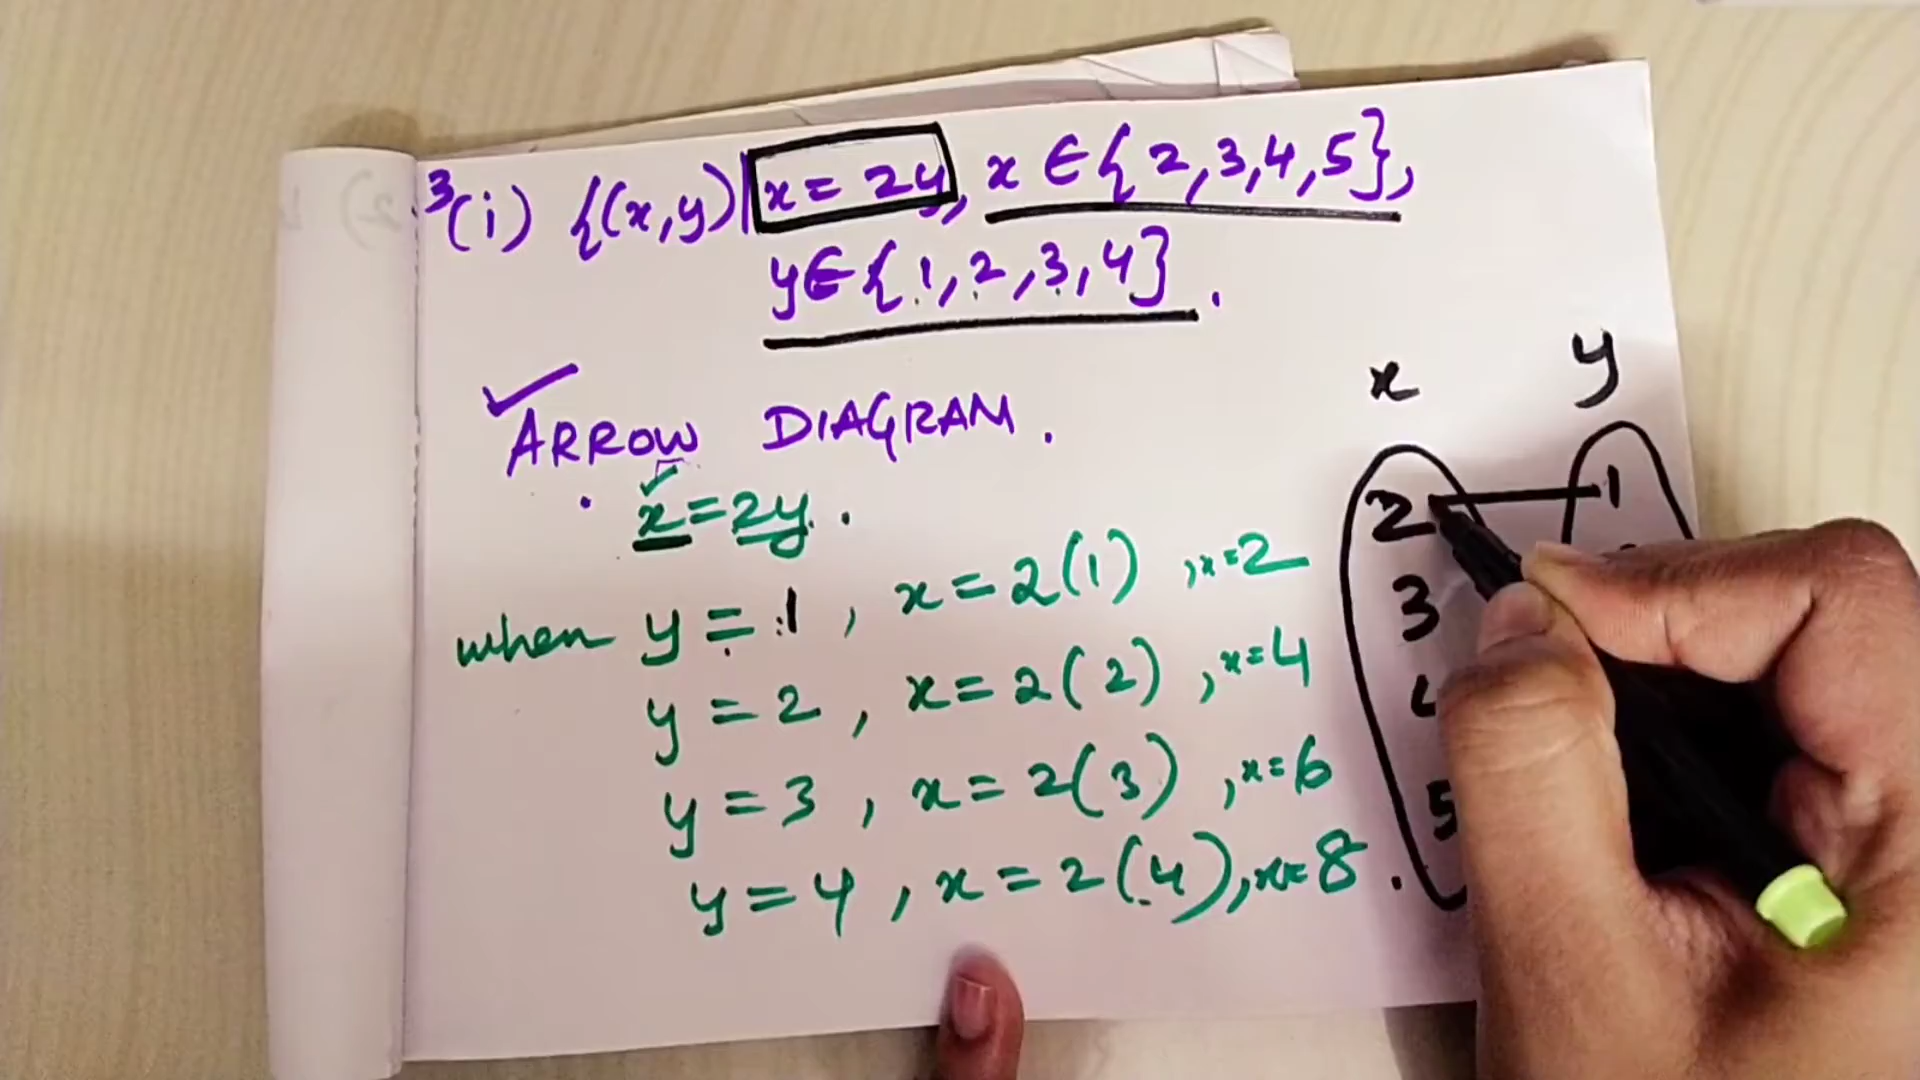 3(i) {(x,y)| x = 2y, x ∈ {2,3,4,5},
y ∈ {1,2,3,4}.
ARROW DIAGRAM.
x = 2y.
when y = 1, x = 2(1), x=2
y = 2, x = 2(2), x=4
y = 3, x = 2(3), x=6
y = 4, x = 2(4), x=8.
x y
2 1
3
4
5